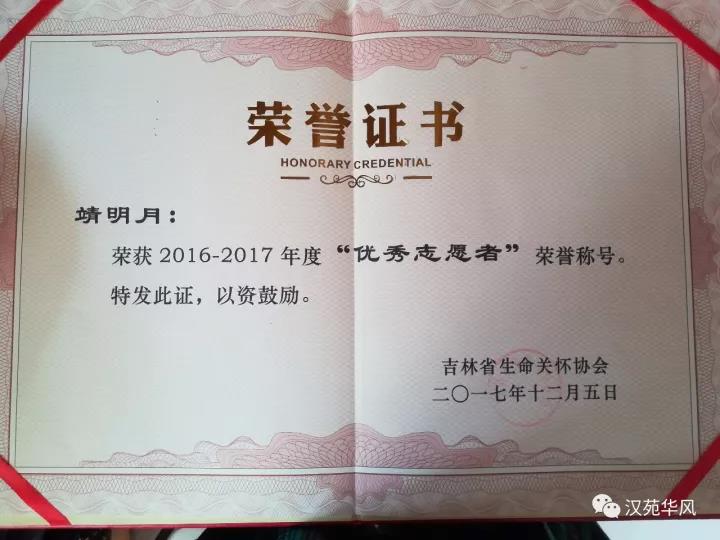 荣誉证书
HONORARY CREDENTIAL
靖明月：
荣获 2016-2017 年度“优秀志愿者”荣誉称号。
特发此证，以资鼓励。
吉林省生命关怀协会
二〇一七年十二月五日
汉苑华风